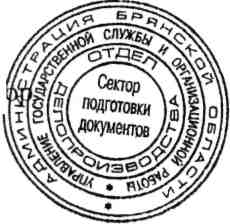 АДМИНИСТРАЦИЯ БРЯНСКОЙ ОБЛАСТИ
УПРАВЛЕНИЕ ГОСУДАРСТВЕННОЙ СЛУЖБЫ И ОРГАНИЗАЦИОННОЙ РАБОТЫ
ОТДЕЛ
ДЕЛОПРОИЗВОДСТВА
Сектор
подготовки
документов